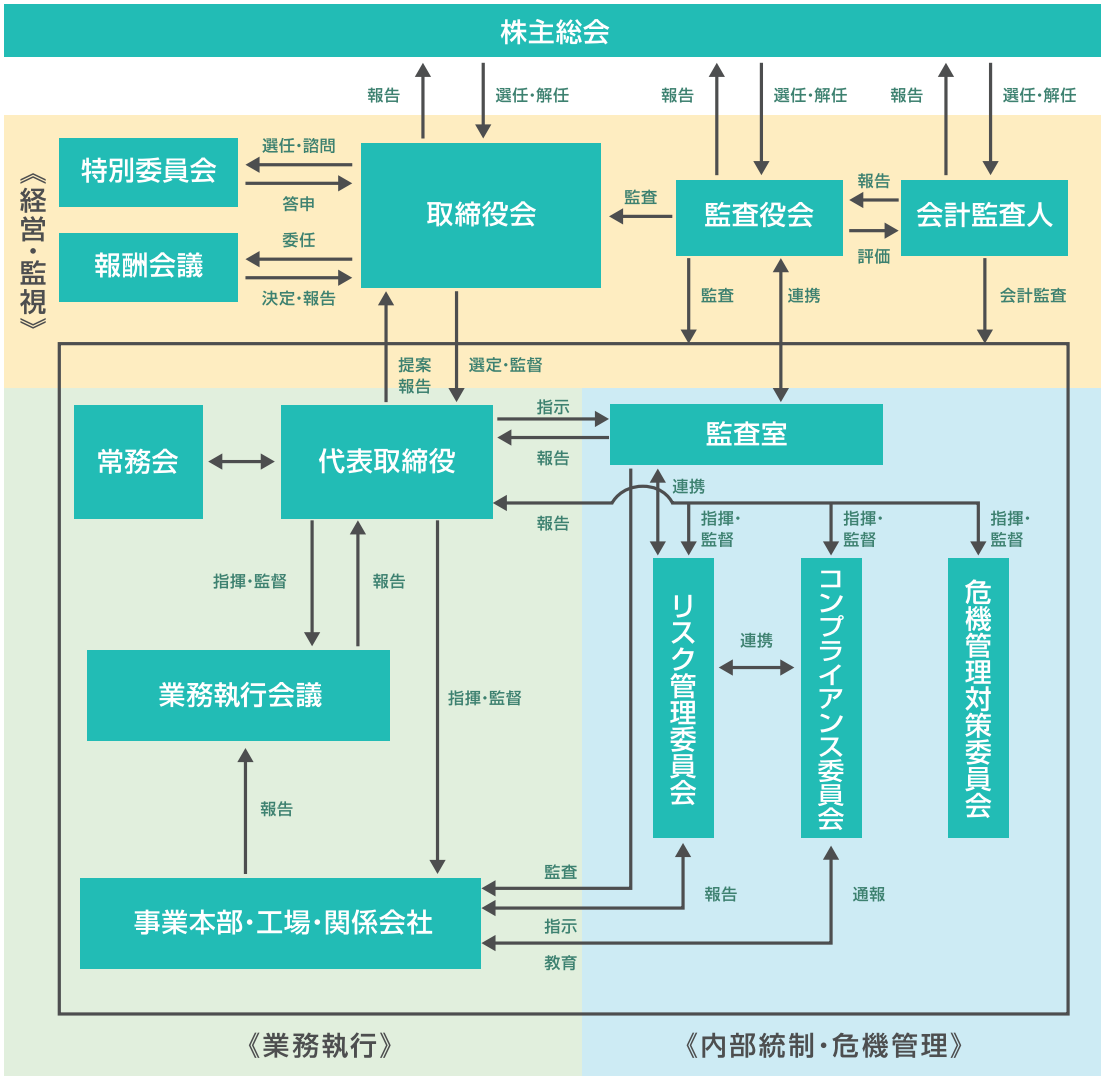 株主総会
報告
選任・解任
報告
選任・解任
報告
選任・解任
《経営・監視》
特別委員会
選任・諮問
答申
取締役会
監査
監査役会
報告
評価
会計監査人
報酬会議
委任
決定・報告
監査
連携
会計監査
提案
報告
選定・監督
常務会
代表取締役
指示
報告
監査室
報告
連携
指揮・
監督
指揮・
監督
指揮・
監督
指揮・監督
報告
リスク管理委員会
連携
コンプライアンス委員会
危機管理対策委員会
業務執行会議
指揮・監督
報告
事業本部・工場・関係会社
監査
報告
通報
指示
教育
《業務執行》
《内部統制・危機管理》